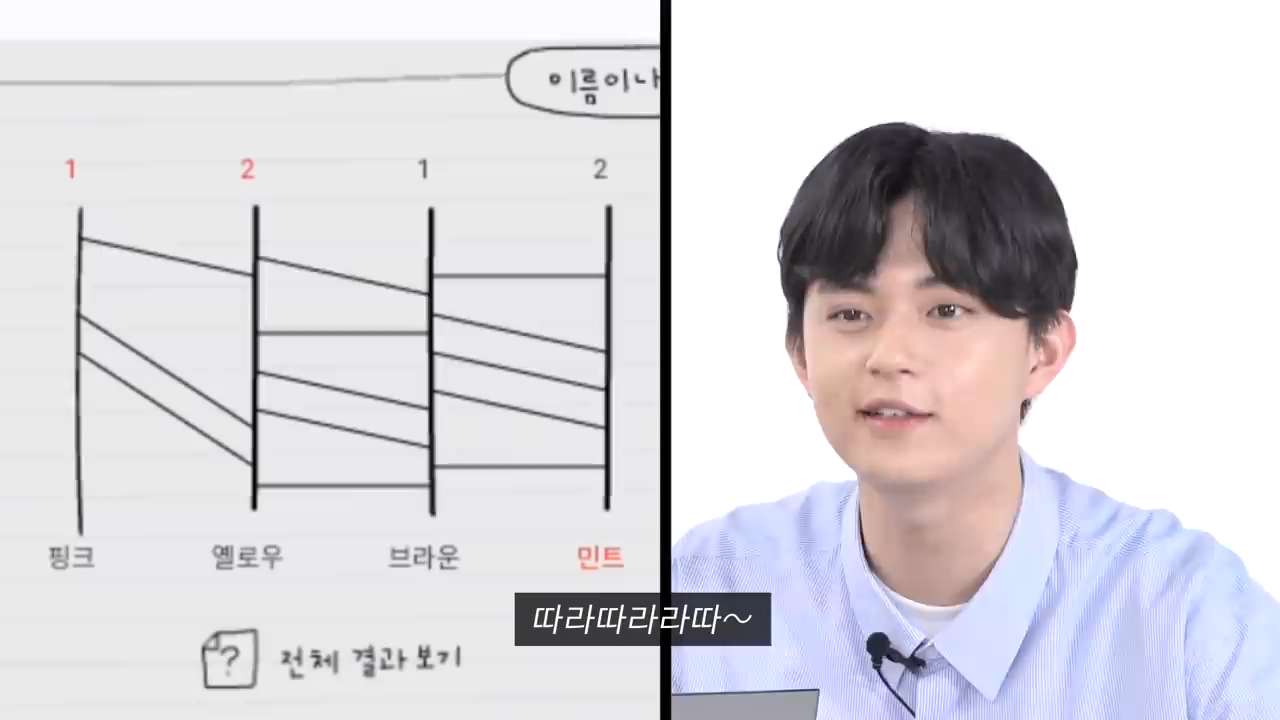 이름이나
1 2 1 2
핑크 옐로우 브라운 민트
따라따라라따~
? 전체 결과 보기